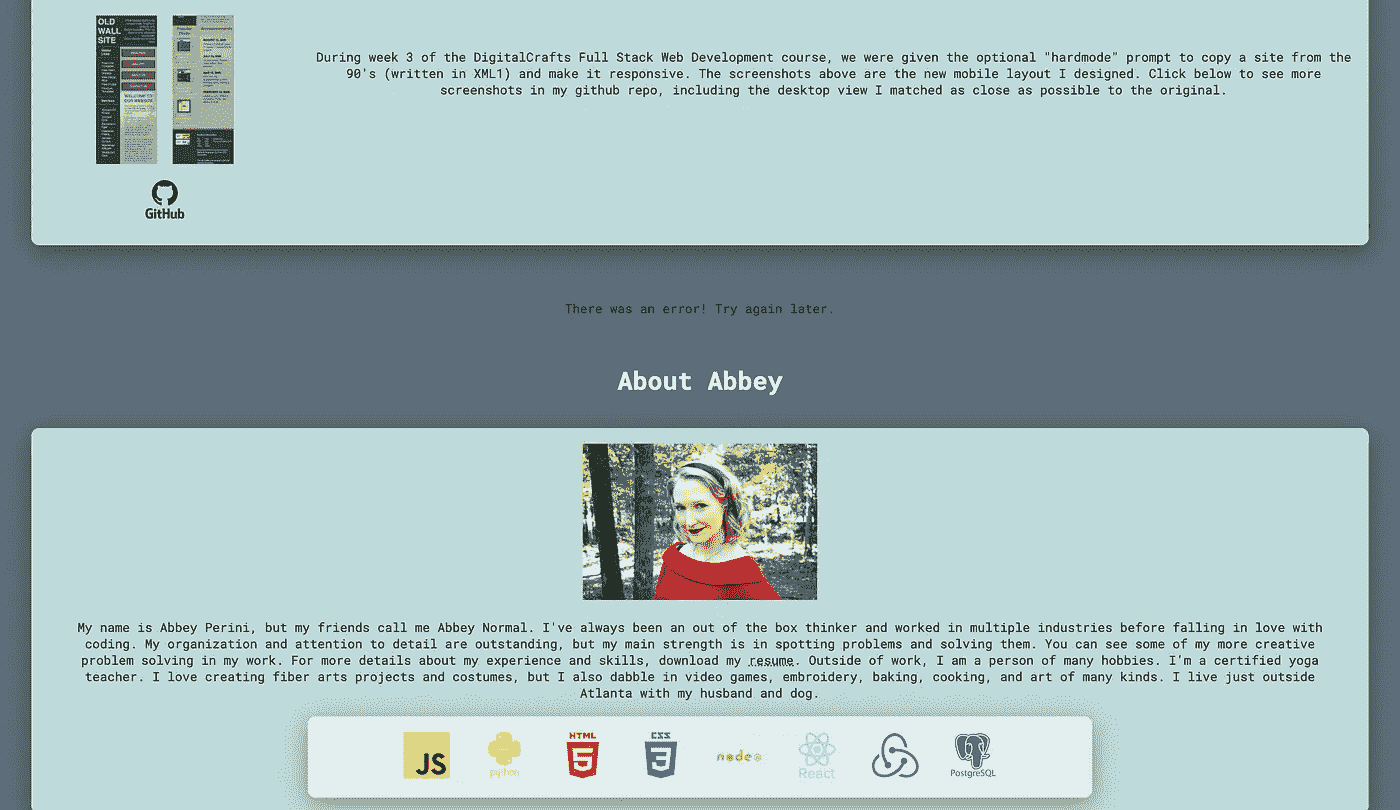 OLD
WALL
SITE
During week 3 of the DigitalCrafts Full Stack Web Development course, we were given the optional "hardmode" prompt to copy a site from the
90's (written in XML1) and make it responsive. The screenshots above are the new mobile layout I designed. Click below to see more
screenshots in my github repo, including the desktop view I matched as close as possible to the original.
GitHub
There was an error! Try again later.
About Abbey
My name is Abbey Perini, but my friends call me Abbey Normal. I've always been an out of the box thinker and worked in multiple industries before falling in love with
coding. My organization and attention to detail are outstanding, but my main strength is in spotting problems and solving them. You can see some of my more creative
problem solving in my work. For more details about my experience and skills, download my resume. Outside of work, I am a person of many hobbies. I'm a certified yoga
teacher. I love creating fiber arts projects and costumes, but I also dabble in video games, embroidery, baking, cooking, and art of many kinds. I live just outside
Atlanta with my husband and dog.
JS
python
HTML
5
CSS
3
node
React
PostgreSQL